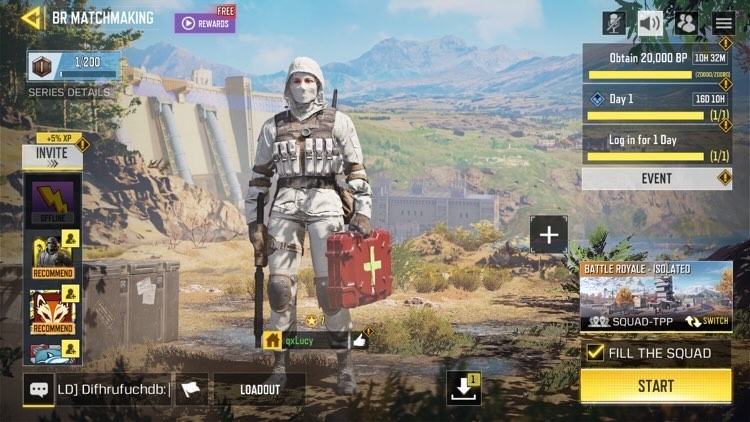 BR MATCHMAKING
FREE
REWARDS
1/200
SERIES DETAILS
+5% XP
INVITE
OFFLINE
RECOMMEND
RECOMMEND
Obtain 20,000 BP
10H 32M
(20000/20000)
Day 1
16D 10H
(1/1)
Log in for 1 Day
(1/1)
EVENT
BATTLE ROYALE - ISOLATED
SQUAD-TPP
SWITCH
FILL THE SQUAD
START
qxLucy
LD] Difhrufuchdb:
LOADOUT
1